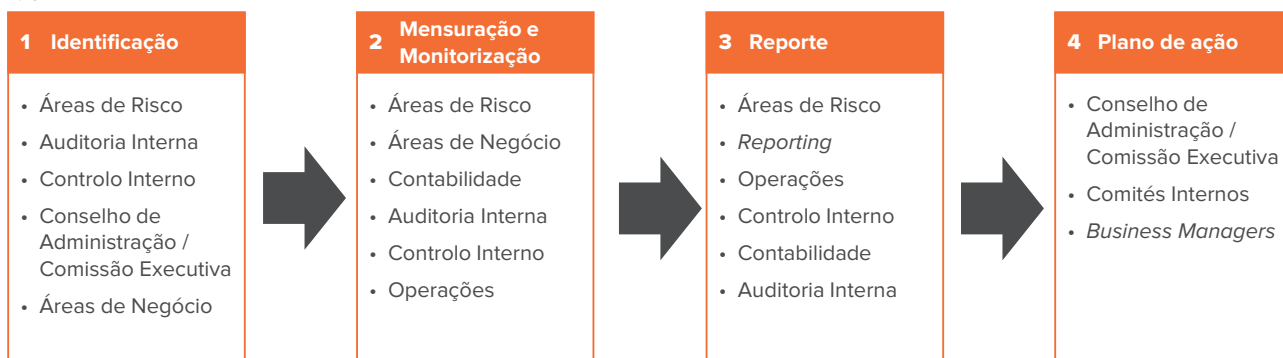 1 Identificação
• Áreas de Risco
• Auditoria Interna
• Controlo Interno
• Conselho de
Administração /
Comissão Executiva
• Áreas de Negócio
2 Mensuração e
Monitorização
• Áreas de Risco
• Áreas de Negócio
• Contabilidade
• Auditoria Interna
• Controlo Interno
• Operações
3 Reporte
• Áreas de Risco
• Reporting
• Operações
• Controlo Interno
• Contabilidade
• Auditoria Interna
4 Plano de ação
• Conselho de
Administração /
Comissão Executiva
• Comités Internos
• Business Managers